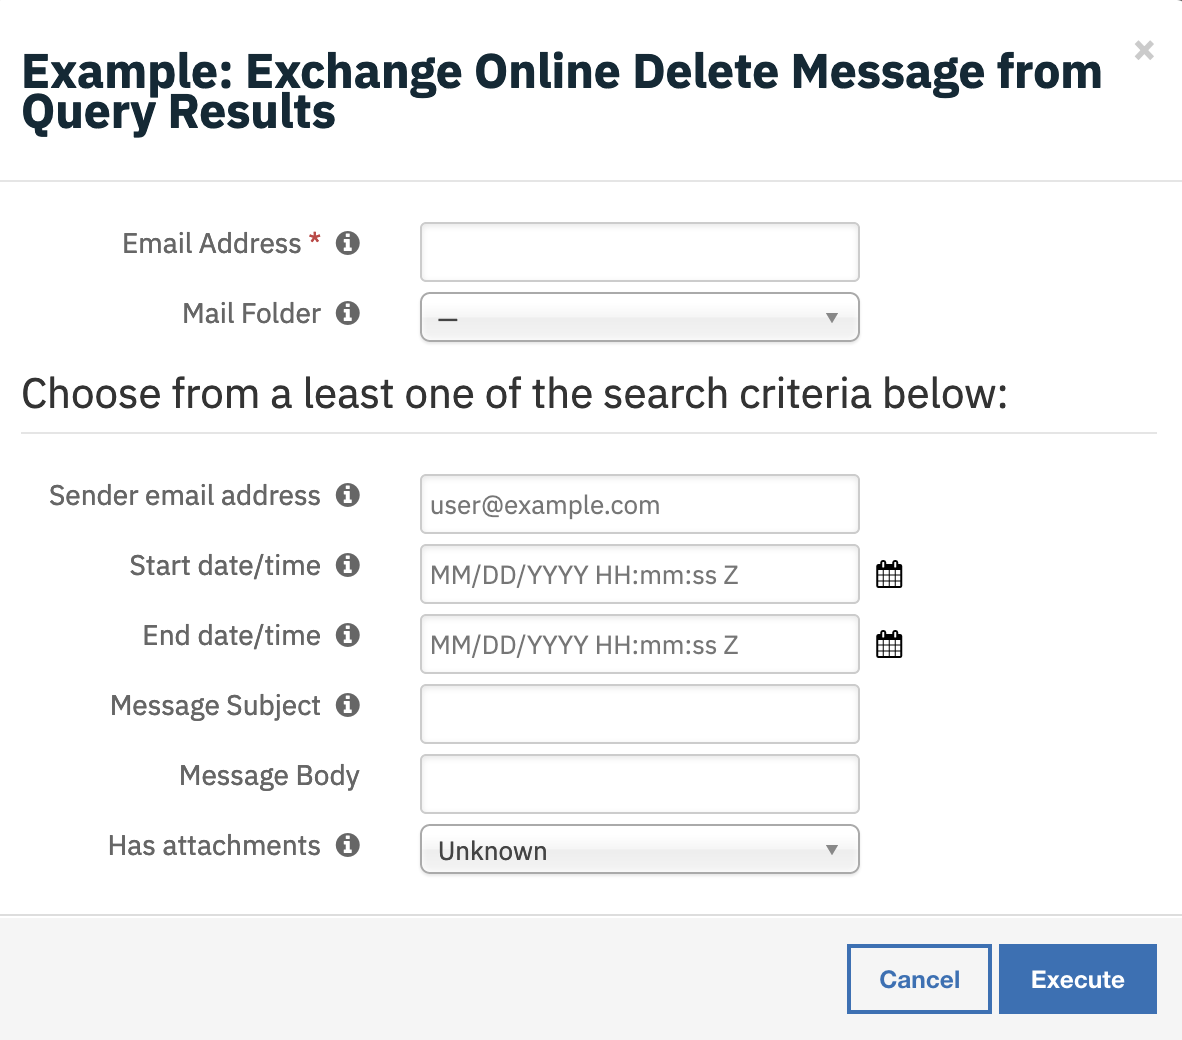 Example: Exchange Online Delete Message from
Query Results
×
Email Address *
Mail Folder
—
Choose from a least one of the search criteria below:
Sender email address
user@example.com
Start date/time
MM/DD/YYYY HH:mm:ss Z
End date/time
MM/DD/YYYY HH:mm:ss Z
Message Subject
Message Body
Has attachments
Unknown
Cancel
Execute